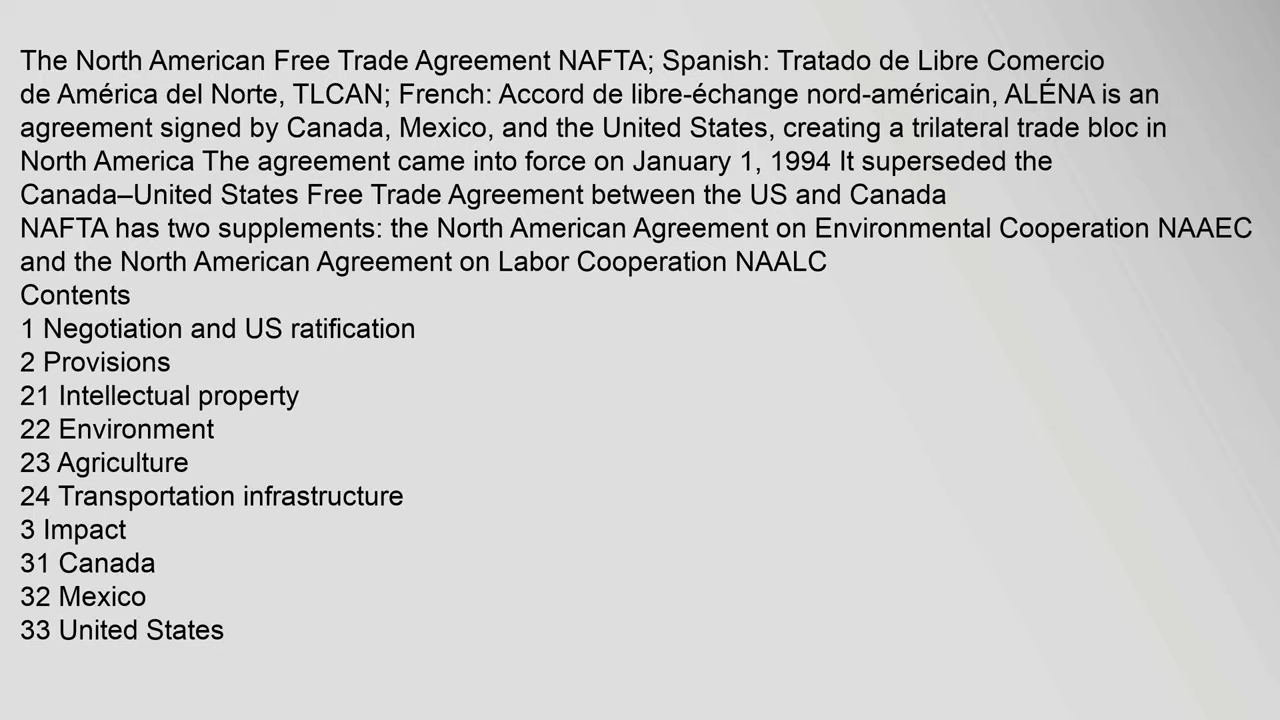 The North American Free Trade Agreement NAFTA; Spanish: Tratado de Libre Comercio
de América del Norte, TLCAN; French: Accord de libre-échange nord-américain, ALÉNA is an
agreement signed by Canada, Mexico, and the United States, creating a trilateral trade bloc in
North America The agreement came into force on January 1, 1994 It superseded the
Canada–United States Free Trade Agreement between the US and Canada
NAFTA has two supplements: the North American Agreement on Environmental Cooperation NAAEC
and the North American Agreement on Labor Cooperation NAALC
Contents
1 Negotiation and US ratification
2 Provisions
21 Intellectual property
22 Environment
23 Agriculture
24 Transportation infrastructure
3 Impact
31 Canada
32 Mexico
33 United States